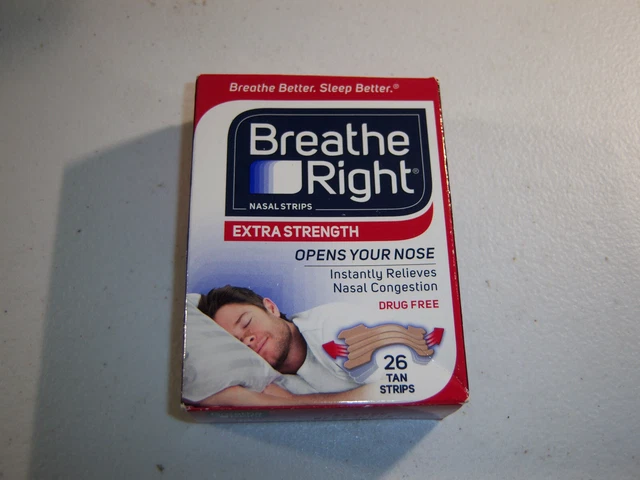 Breathe Better. Sleep Better.®
Breathe
Right®
NASAL STRIPS
EXTRA STRENGTH
OPENS YOUR NOSE
Instantly Relieves
Nasal Congestion
DRUG FREE
26
TAN
STRIPS